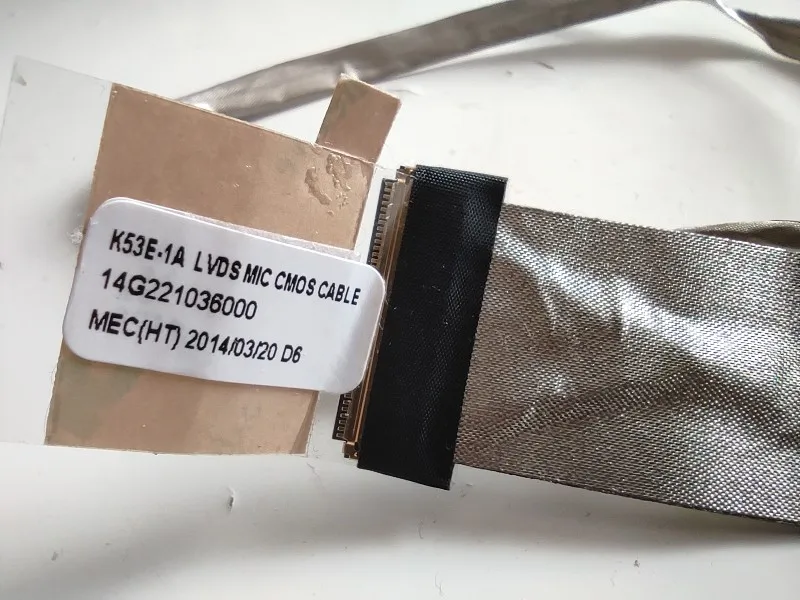 K53E-1A LVDS MIC CMOS CABLE
14G221036000
MEC(HT) 2014/03/20 D6